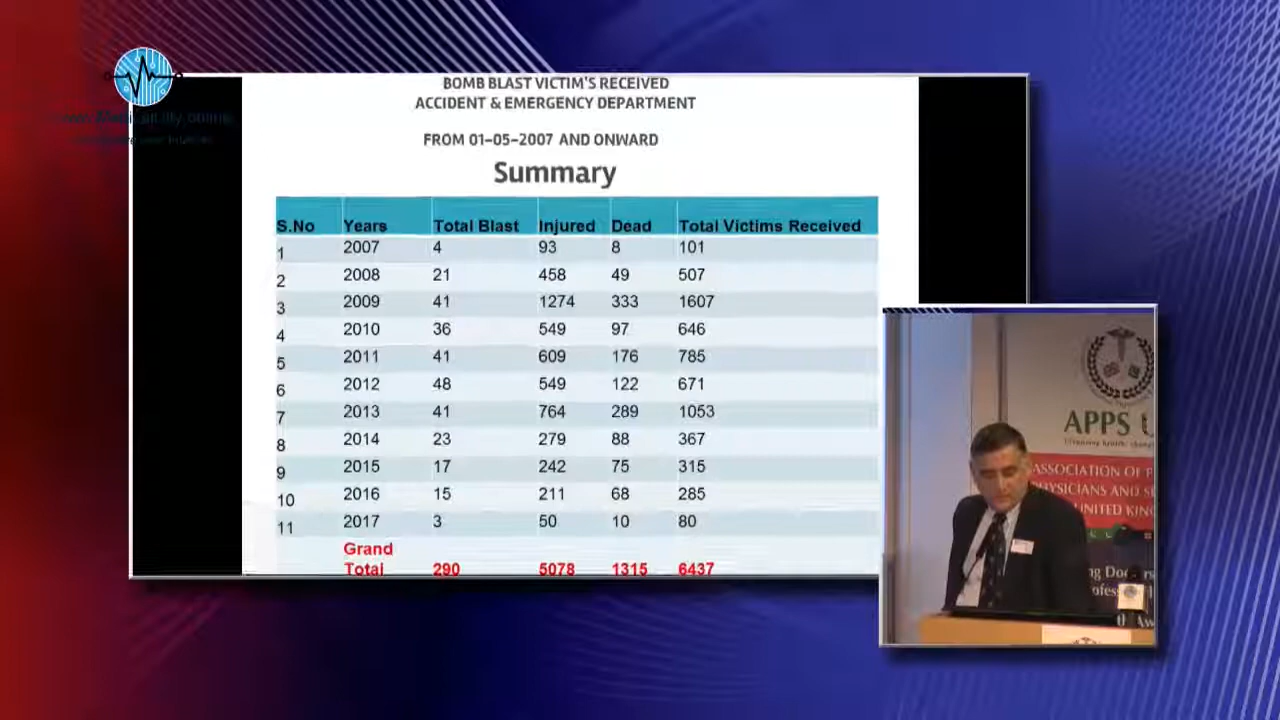 BOMB BLAST VICTIM'S RECEIVED
ACCIDENT & EMERGENCY DEPARTMENT
FROM 01-05-2007 AND ONWARD
Summary
S.No Years Total Blast Injured Dead Total Victims Received
1 2007 4 93 8 101
2 2008 21 458 49 507
3 2009 41 1274 333 1607
4 2010 36 549 97 646
5 2011 41 609 176 785
6 2012 48 549 122 671
7 2013 41 764 289 1053
8 2014 23 279 88 367
9 2015 17 242 75 315
10 2016 15 211 68 285
11 2017 3 50 10 80
Grand
Total 290 5078 1315 6437
APPS U
ASSOCIATION OF P
PHYSICIANS AND S
UNITED KIN